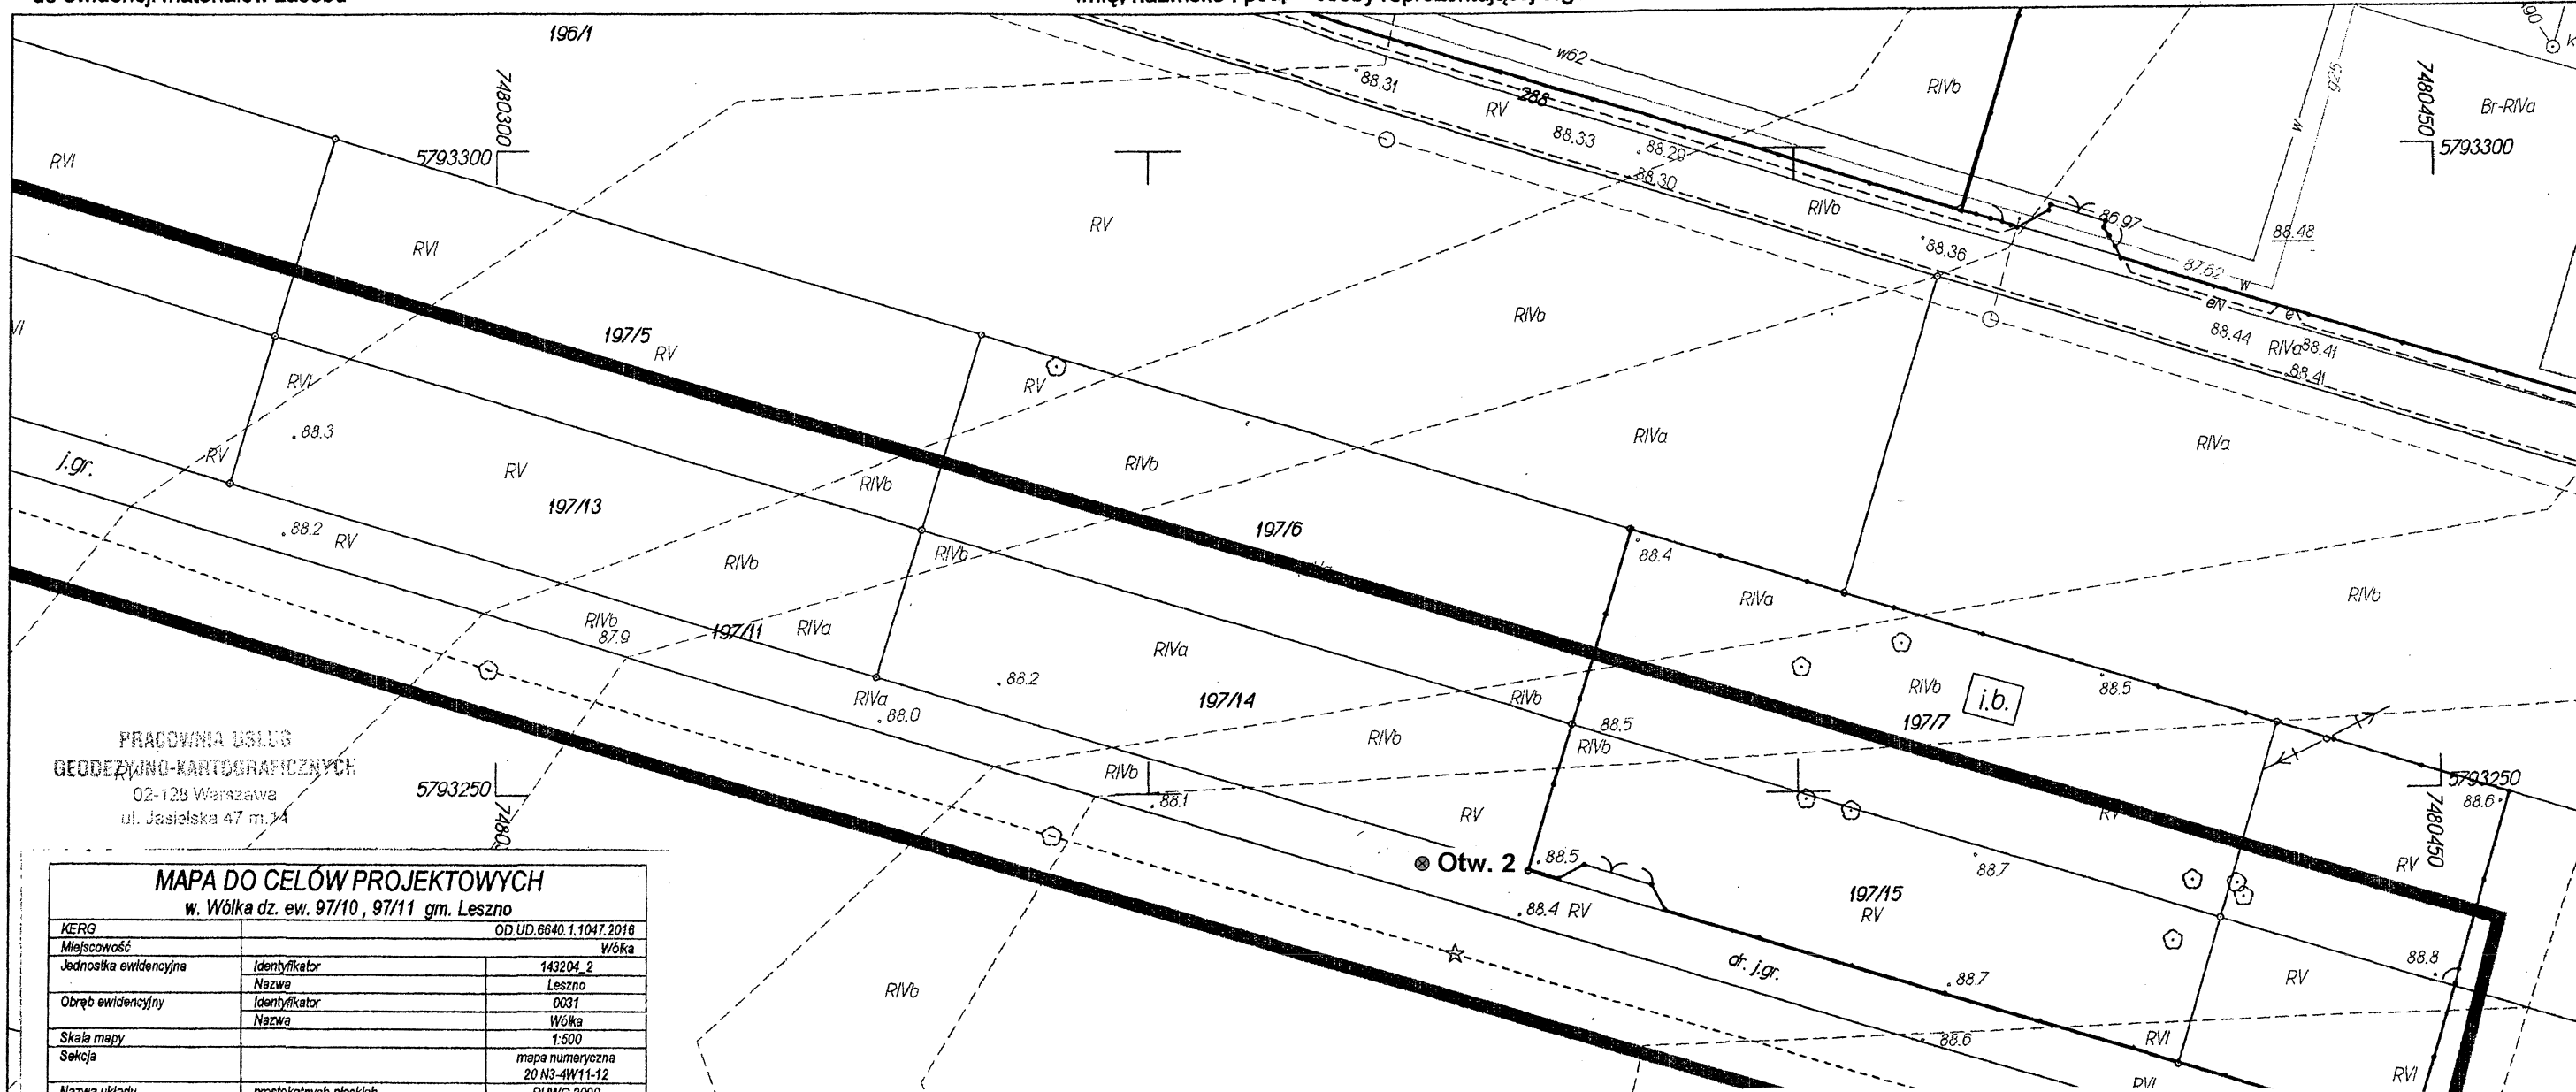 do ewidencji materiałów zasobu
196/1
7480300
5793300
RVI
RVI
88.31
RV
288
w62
88.33
88.29
88.30
RIVb
RIVb
w
925
7480450
5793300
Br-RIVa
RV
88.36
86.97
88.48
87.62
w
eN
e
88.44
RIVa
88.41
88.41
197/5
RV
RVI
RV
RIVb
RIVa
RIVa
88.3
RV
RV
j.gr.
197/13
RIVb
RIVb
197/6
88.2
RV
RIVb
RIVb
88.4
RIVa
RIVb
RIVb
87.9
197/11
RIVa
RIVa
88.2
RIVa
88.0
197/14
RIVb
RIVb
88.5
RIVb
RIVb
i.b.
88.5
197/7
PRACOWNIA USŁUG
GEODEZYJNO-KARTOGRAFICZNYCH
RV
02-128 Warszawa
ul. Jasielska 47 m.14
5793250
RIVb
88.1
RV
RV
5793250
88.6
7480450
Otw. 2
88.5
88.7
RV
197/15
RV
88.4
RV
88.8
dr. j.gr.
88.7
RV
RIVb
88.6
RVI
RVI
RVI
MAPA DO CELÓW PROJEKTOWYCH
w. Wólka dz. ew. 97/10 , 97/11 gm. Leszno
KERG OD.UD.6640.1.1047.2016
Miejscowość Wólka
Jednostka ewidencyjna Identyfikator 143204_2
Nazwa Leszno
Obręb ewidencyjny Identyfikator 0031
Nazwa Wólka
Skala mapy 1:500
Sekcja mapa numeryczna
20 N3-4W11-12